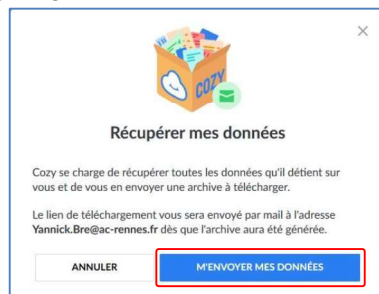 COZY
Récupérer mes données
Cozy se charge de récupérer toutes les données qu'il détient sur
vous et de vous en envoyer une archive à télécharger.
Le lien de téléchargement vous sera envoyé par mail à l'adresse
Yannick.Bre@ac-rennes.fr dès que l'archive aura été générée.
ANNULER
M'ENVOYER MES DONNÉES